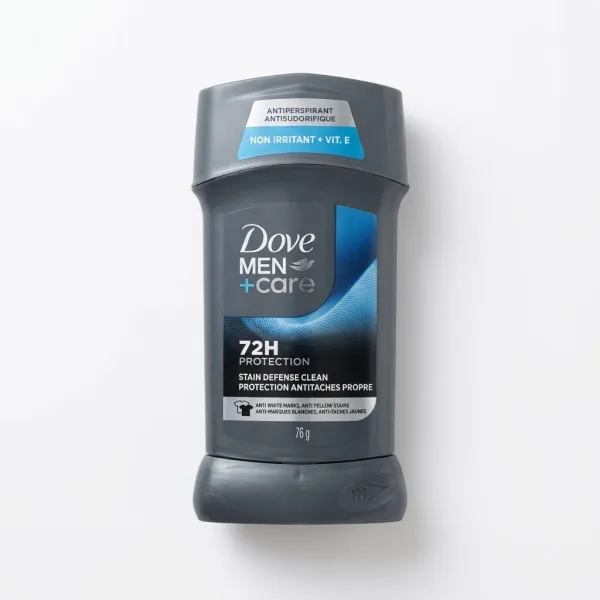 ANTIPERSPIRANT
ANTISUDORIFIQUE
NON IRRITANT + VIT. E
Dove
MEN
+care
72H
PROTECTION
STAIN DEFENSE CLEAN
PROTECTION ANTITACHES PROPRE
ANTI WHITE MARKS, ANTI YELLOW STAINS
ANTI-MARQUES BLANCHES, ANTI-TACHES JAUNES
76 g